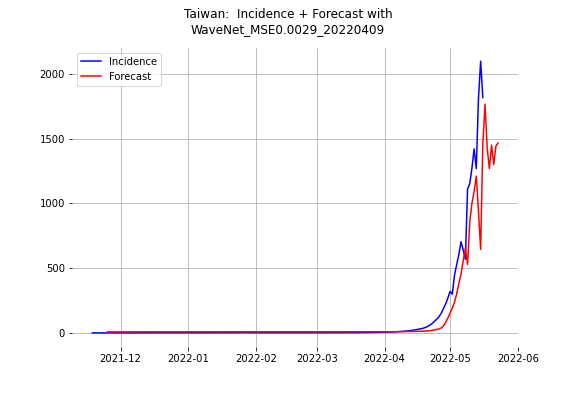 Taiwan:  Incidence + Forecast with
WaveNet_MSE0.0029_20220409
Incidence
Forecast
2000
1500
1000
500
0
2021-12 2022-01 2022-02 2022-03 2022-04 2022-05 2022-06